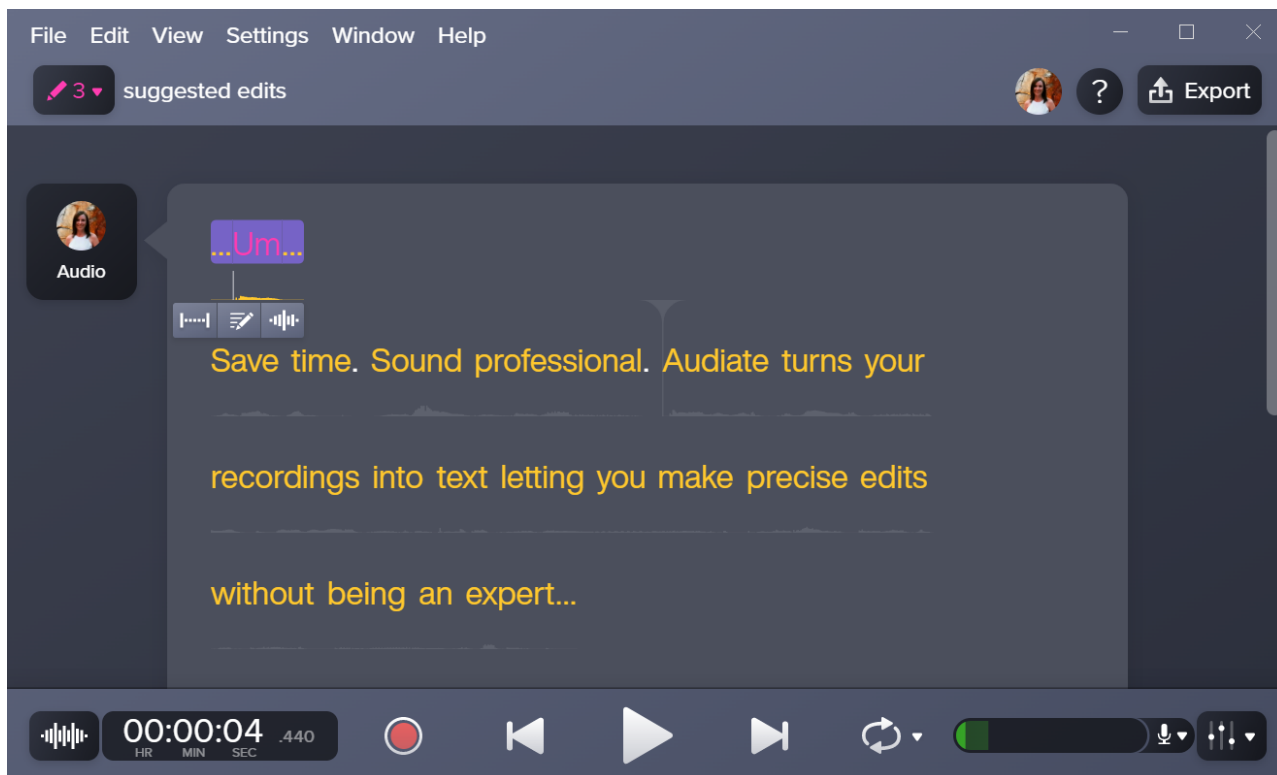 File Edit View Settings Window Help
3 suggested edits
? Export
Audio
...Um...
Save time. Sound professional. Audiate turns your
recordings into text letting you make precise edits
without being an expert...
00:00:04 .440
HR MIN SEC